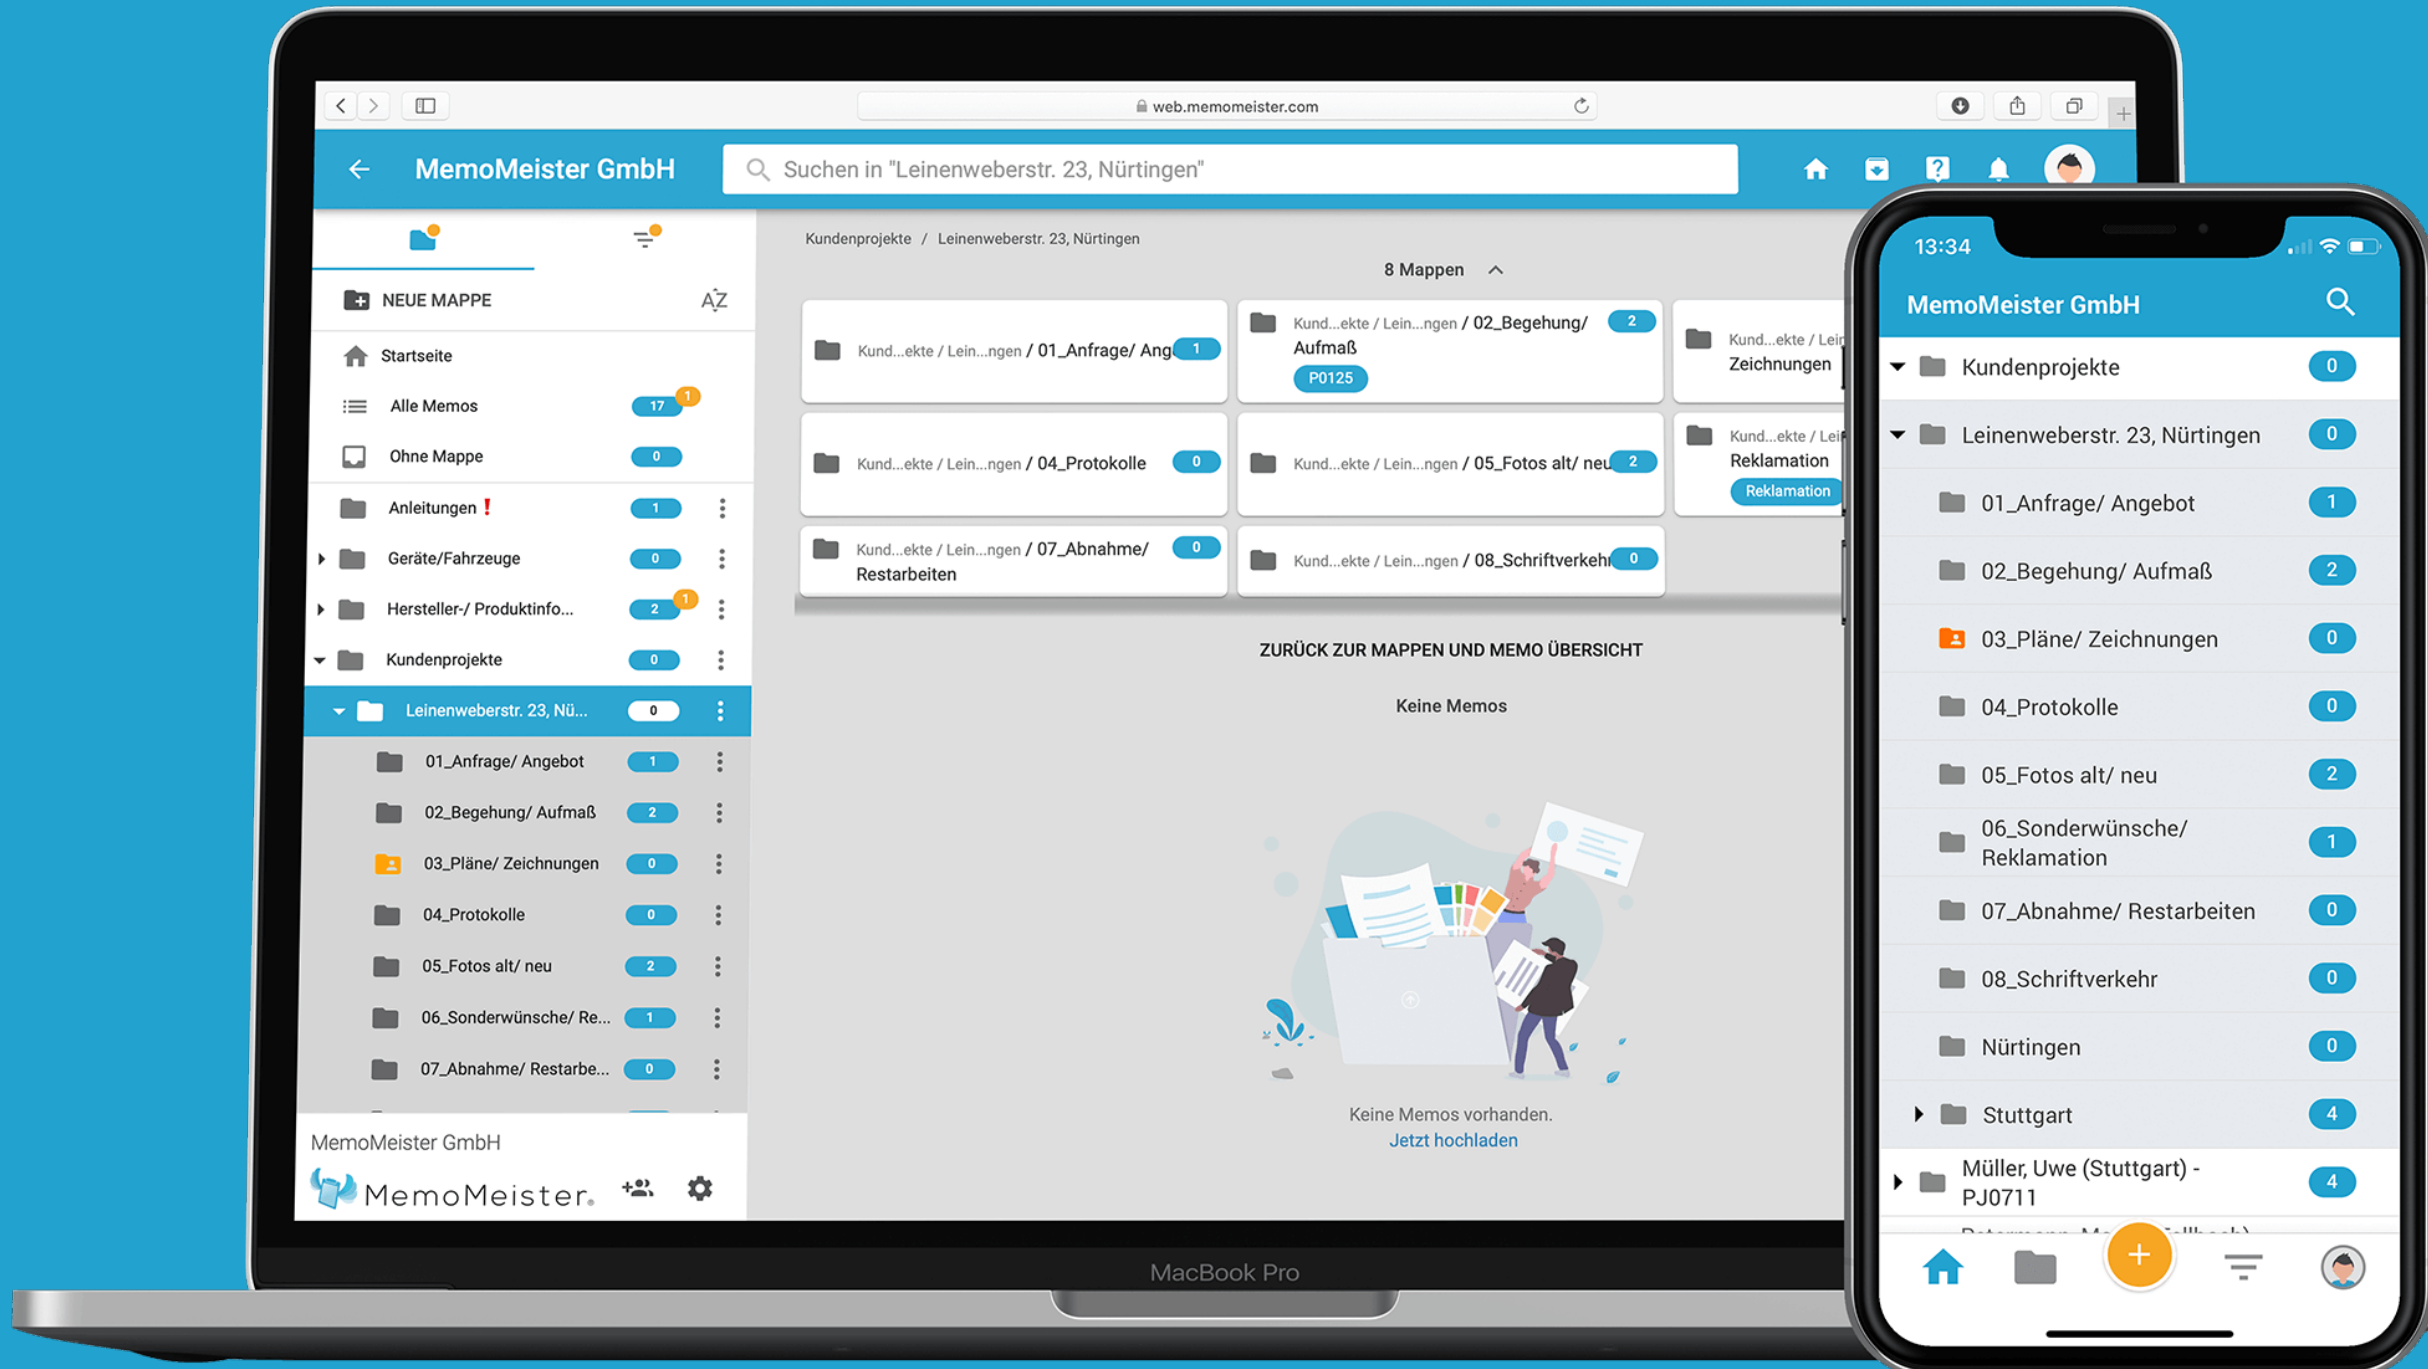 web.memomeister.com
MemoMeister GmbH
Suchen in "Leinenweberstr. 23, Nürtingen"
NEUE MAPPE
AZ
Startseite
Alle Memos 17 1
Ohne Mappe 0
Anleitungen ! 1
Geräte/Fahrzeuge 0
Hersteller-/ Produktinfo... 2 1
Kundenprojekte 0
Leinenweberstr. 23, Nü... 0
01_Anfrage/ Angebot 1
02_Begehung/ Aufmaß 2
03_Pläne/ Zeichnungen 0
04_Protokolle 0
05_Fotos alt/ neu 2
06_Sonderwünsche/ Re... 1
07_Abnahme/ Restarbe... 0
MemoMeister GmbH
MemoMeister®
Kundenprojekte / Leinenweberstr. 23, Nürtingen
8 Mappen
Kund...ekte / Lein...ngen / 01_Anfrage/ Ang 1
Kund...ekte / Lein...ngen / 02_Begehung/ 2
Aufmaß
P0125
Kund...ekte / Leir
Zeichnungen
Kund...ekte / Lein...ngen / 04_Protokolle 0
Kund...ekte / Lein...ngen / 05_Fotos alt/ neu 2
Kund...ekte / Lei
Reklamation
Reklamation
Kund...ekte / Lein...ngen / 07_Abnahme/ 0
Restarbeiten
Kund...ekte / Lein...ngen / 08_Schriftverkehr 0
ZURÜCK ZUR MAPPEN UND MEMO ÜBERSICHT
Keine Memos
Keine Memos vorhanden.
Jetzt hochladen
MacBook Pro
13:34
MemoMeister GmbH
Kundenprojekte 0
Leinenweberstr. 23, Nürtingen 0
01_Anfrage/ Angebot 1
02_Begehung/ Aufmaß 2
03_Pläne/ Zeichnungen 0
04_Protokolle 0
05_Fotos alt/ neu 2
06_Sonderwünsche/
Reklamation 1
07_Abnahme/ Restarbeiten 0
08_Schriftverkehr 0
Nürtingen 0
Stuttgart 4
Müller, Uwe (Stuttgart) -
PJ0711 4